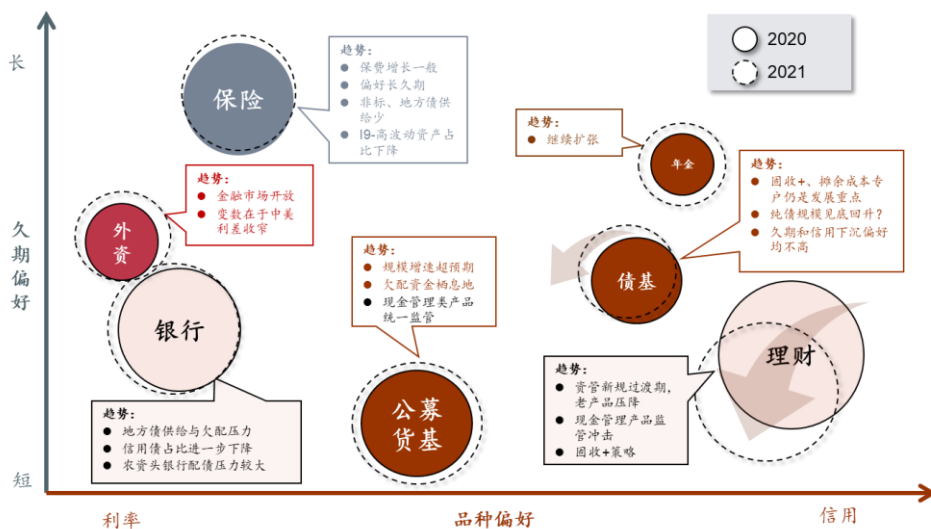 2020
2021
长
久期偏好
短
保险
趋势：
● 保费增长一般
● 偏好长久期
● 非标、地方债供
给少
● I9-高波动资产占
比下降
趋势：
● 继续扩张
年金
趋势：
● 固收+、摊余成本专
户仍是发展重点
● 纯债规模见底回升？
● 久期和信用下沉偏好
均不高
债基
趋势：
● 金融市场开放
● 变数在于中美
利差收窄
外
资
银行
趋势：
● 地方债供给与欠配压力
● 信用债占比进一步下降
● 农资头银行配债压力较大
● 规模增速超预期
● 欠配资金栖息地
● 现金管理类产品
统一监管
公募
货基
理财
趋势：
● 资管新规过渡期，
老产品压降
● 现金管理产品监
管冲击
● 固收+策略
利率
品种偏好
信用